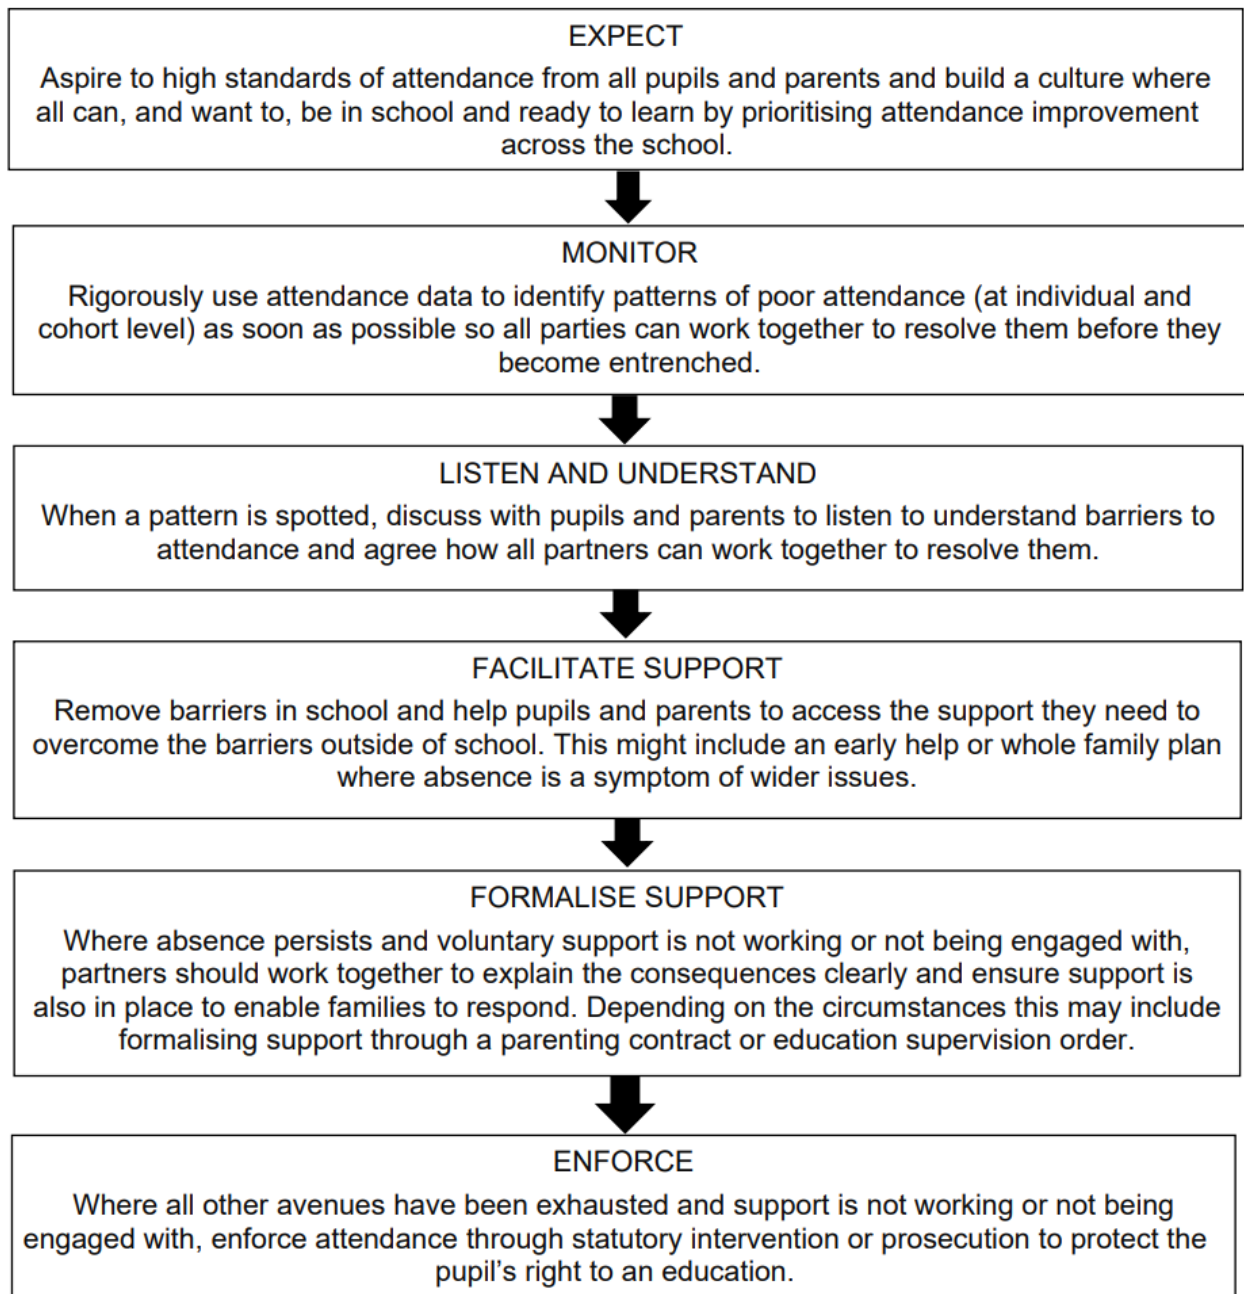 EXPECT
Aspire to high standards of attendance from all pupils and parents and build a culture where
all can, and want to, be in school and ready to learn by prioritising attendance improvement
across the school.
MONITOR
Rigorously use attendance data to identify patterns of poor attendance (at individual and
cohort level) as soon as possible so all parties can work together to resolve them before they
become entrenched.
LISTEN AND UNDERSTAND
When a pattern is spotted, discuss with pupils and parents to listen to understand barriers to
attendance and agree how all partners can work together to resolve them.
FACILITATE SUPPORT
Remove barriers in school and help pupils and parents to access the support they need to
overcome the barriers outside of school. This might include an early help or whole family plan
where absence is a symptom of wider issues.
FORMALISE SUPPORT
Where absence persists and voluntary support is not working or not being engaged with,
partners should work together to explain the consequences clearly and ensure support is
also in place to enable families to respond. Depending on the circumstances this may include
formalising support through a parenting contract or education supervision order.
ENFORCE
Where all other avenues have been exhausted and support is not working or not being
engaged with, enforce attendance through statutory intervention or prosecution to protect the
pupil's right to an education.